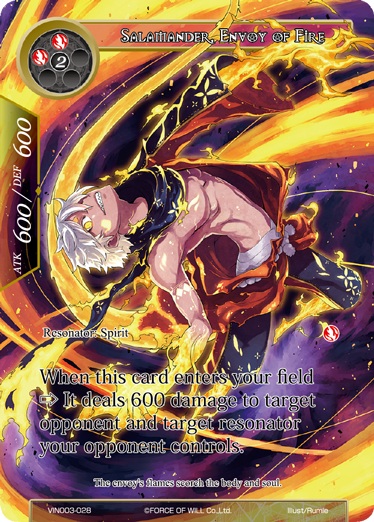 Salamander, Envoy of Fire
2
ATK 600 / DEF 600
Resonator: Spirit
When this card enters your field
It deals 600 damage to target
opponent and target resonator
your opponent controls.
The envoy's flames scorch the body and soul.
VIN003-028 ©FORCE OF WILL Co.,Ltd. Illust/Rumie